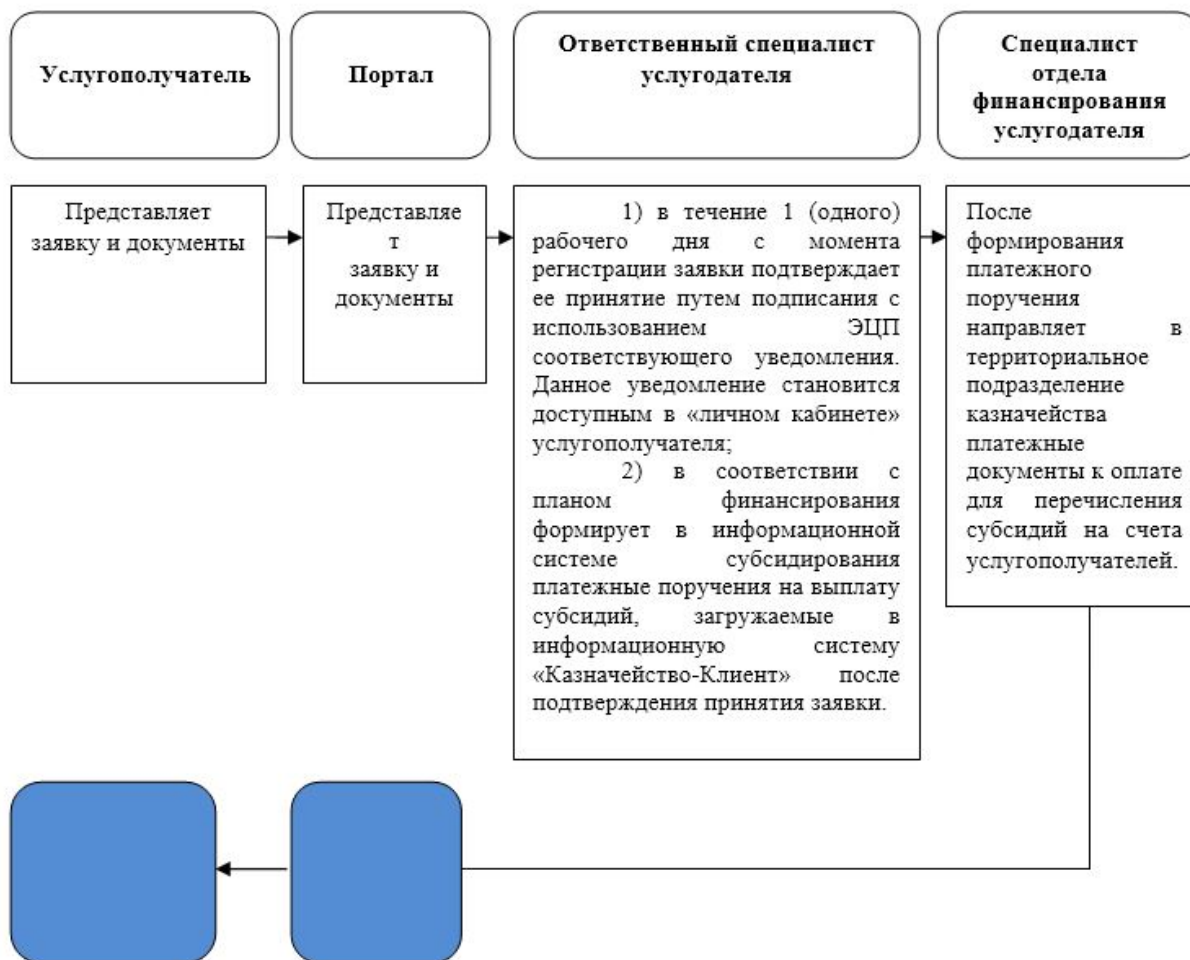 Услугополучатель
Портал
Ответственный специалист
услугодателя
Специалист
отдела
финансирования
услугодателя
Представляет
заявку и документы
Представляе
т
заявку и
документы
1) в течение 1 (одного)
рабочего дня с момента
регистрации заявки подтверждает
ее принятие путем подписания с
использованием ЭЦП
соответствующего уведомления.
Данное уведомление становится
доступным в «личном кабинете»
услугополучателя;
2) в соответствии с
планом финансирования
формирует в информационной
системе субсидирования
платежные поручения на выплату
субсидий, загружаемые в
информационную систему
«Казначейство-Клиент» после
подтверждения принятия заявки.
После
формирования
платежного
поручения
направляет в
территориальное
подразделение
казначейства
платежные
документы к оплате
для перечисления
субсидий на счета
услугополучателей.